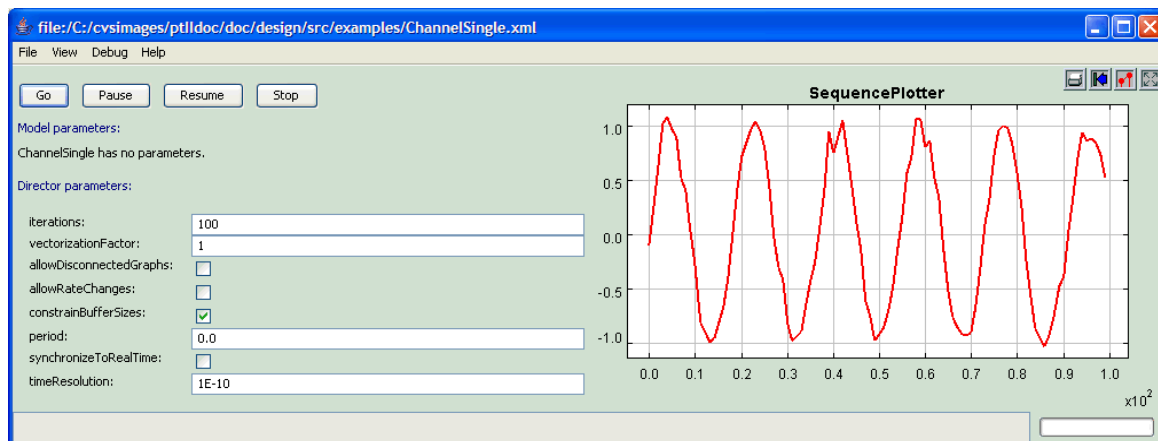 file:/C:/cvsimages/ptIIdoc/doc/design/src/examples/ChannelSingle.xml
File View Debug Help
Go Pause Resume Stop
Model parameters:
ChannelSingle has no parameters.
Director parameters:
iterations: 100
vectorizationFactor: 1
allowDisconnectedGraphs:
allowRateChanges:
constrainBufferSizes:
period: 0.0
synchronizeToRealTime:
timeResolution: 1E-10
SequencePlotter
1.0
0.5
0.0
-0.5
-1.0
0.0 0.1 0.2 0.3 0.4 0.5 0.6 0.7 0.8 0.9 1.0
x10²